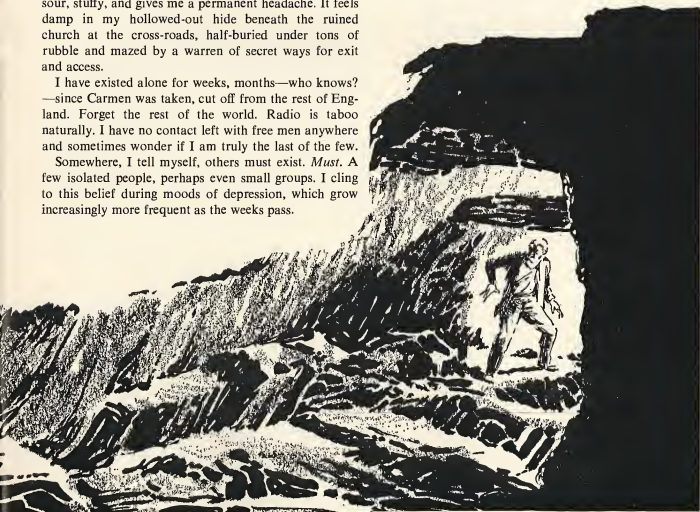 sour, stuffy, and gives me a permanent headache. It feels
damp in my hollowed-out hide beneath the ruined
church at the cross-roads, half-buried under tons of
rubble and mazed by a warren of secret ways for exit
and access.
I have existed alone for weeks, months—who knows?
—since Carmen was taken, cut off from the rest of Eng-
land. Forget the rest of the world. Radio is taboo
naturally. I have no contact left with free men anywhere
and sometimes wonder if I am truly the last of the few.
Somewhere, I tell myself, others must exist. Must. A
few isolated people, perhaps even small groups. I cling
to this belief during moods of depression, which grow
increasingly more frequent as the weeks pass.